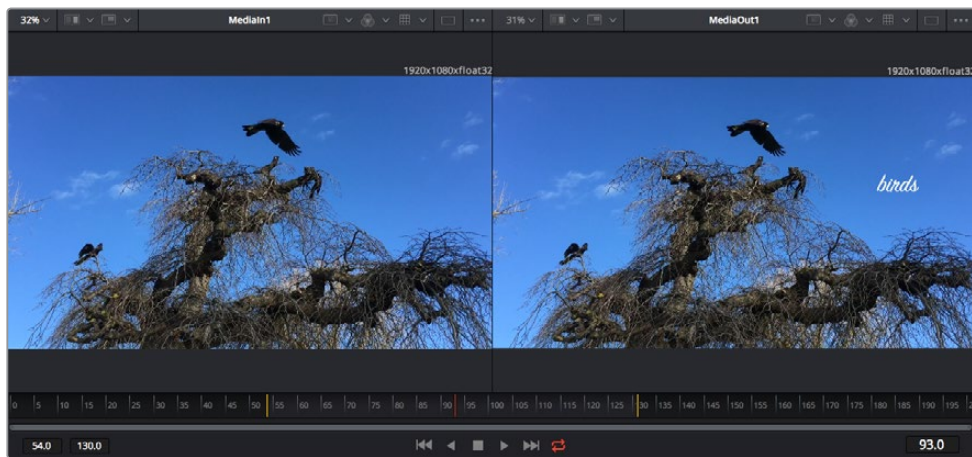 32% MediaIn1 31% MediaOut1
1920x1080xfloat32 1920x1080xfloat32
birds
0 5 10 15 20 25 30 35 40 45 50 55 60 65 70 75 80 85 90 95 100 105 110 115 120 125 130 135 140 145 150 155 160 165 170 175 180 185 190 195
54.0 130.0 93.0